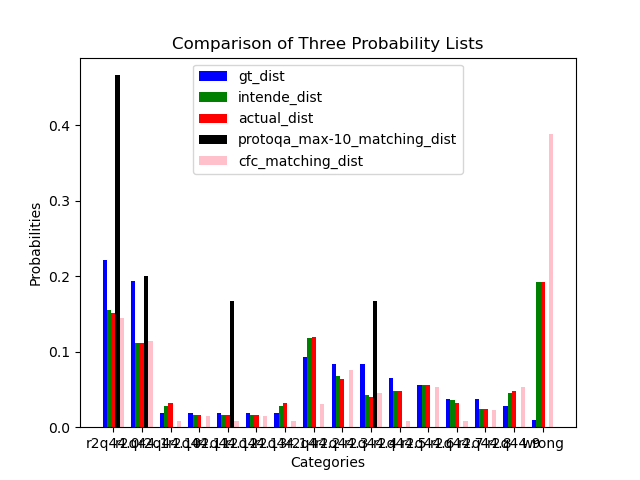 Comparison of Three Probability Lists
gt_dist
intende_dist
actual_dist
protoqa_max-10_matching_dist
cfc_matching_dist
Probabilities
0.4
0.3
0.2
0.1
0.0
wrong
Categories